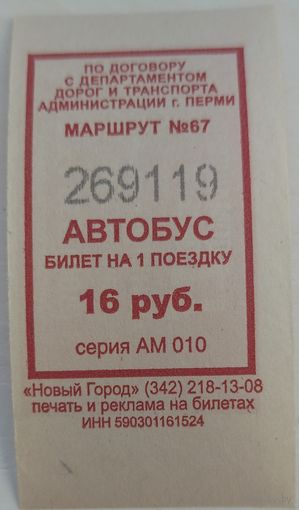 ПО ДОГОВОРУ
С ДЕПАРТАМЕНТОМ
ДОРОГ И ТРАНСПОРТА
АДМИНИСТРАЦИИ г. ПЕРМИ
МАРШРУТ №67
269119
АВТОБУС
БИЛЕТ НА 1 ПОЕЗДКУ
16 руб.
серия АМ 010
«Новый Город» (342) 218-13-08
печать и реклама на билетах
ИНН 590301161524